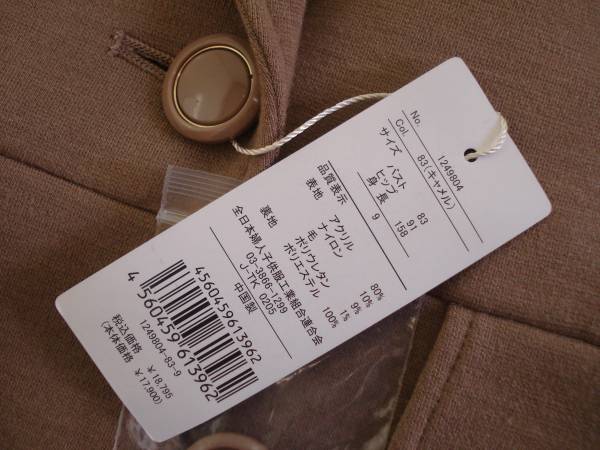 No. 1249804
Col. 83(キャメル)
サイズ バスト 83
ヒップ 91
身長 158
9
品質表示
表地 アクリル 80%
ナイロン 10%
毛 9%
ポリウレタン 1%
裏地 ポリエステル 100%
全日本婦人子供服工業組合連合会
03-3866-1299
J-TK 0205
中国製
4560459613962
4 560459 613962
1249804-83-9
税込価格 ¥18,795
(本体価格 ¥17,900)